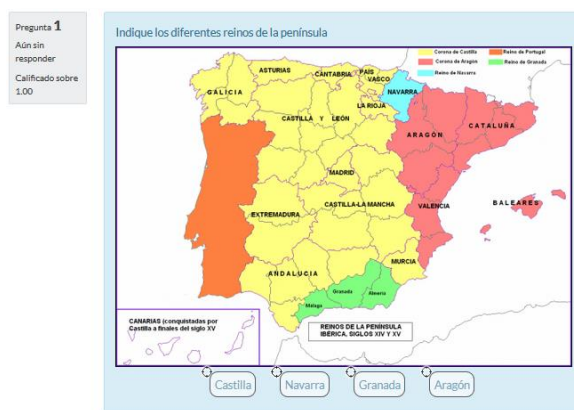 Pregunta 1
Aún sin
responder
Calificado sobre
1.00
Indique los diferentes reinos de la península
Corona de Castilla
Reino de Portugal
Corona de Aragón
Reino de Granada
Reino de Navarra
ASTURIAS
CANTABRIA
PAIS
VASCO
GALICIA
NAVARRA
LA RIOJA
CASTILLA Y LEÓN
ARAGÓN
CATALUÑA
MADRID
CASTILLA-LA MANCHA
EXTREMADURA
VALENCIA
BALEARES
MURCIA
ANDALUCIA
Granada
Almería
Málaga
CANARIAS (conquistadas por
Castilla a finales del siglo XV
REINOS DE LA PENÍNSULA
IBÉRICA. SIGLOS XIV Y XV
Castilla
Navarra
Granada
Aragón